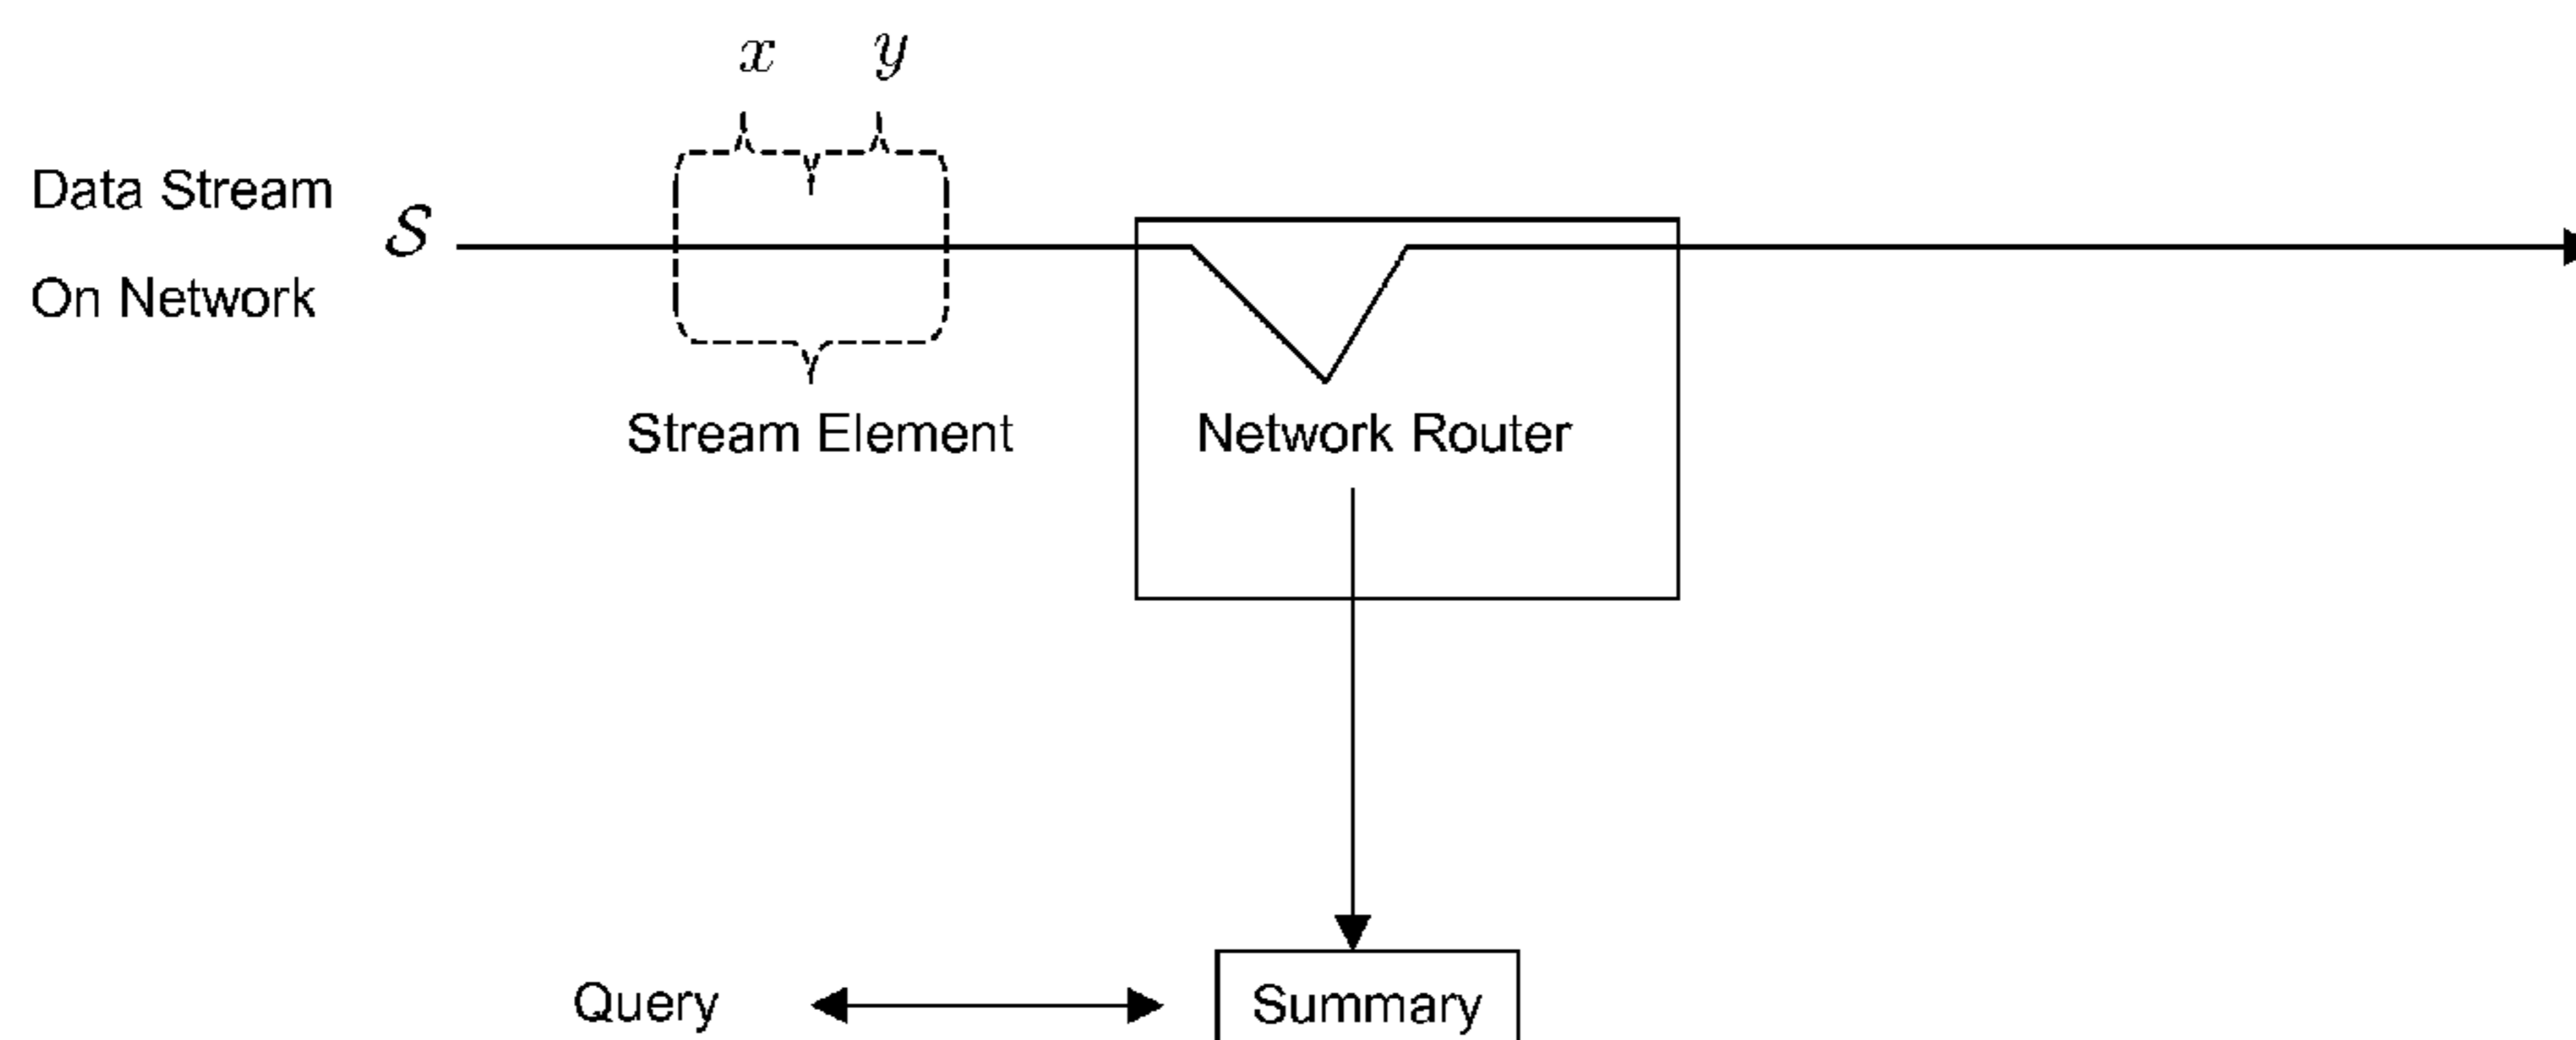 x y
Data Stream
𝒮
On Network
Stream Element
Network Router
Query
Summary